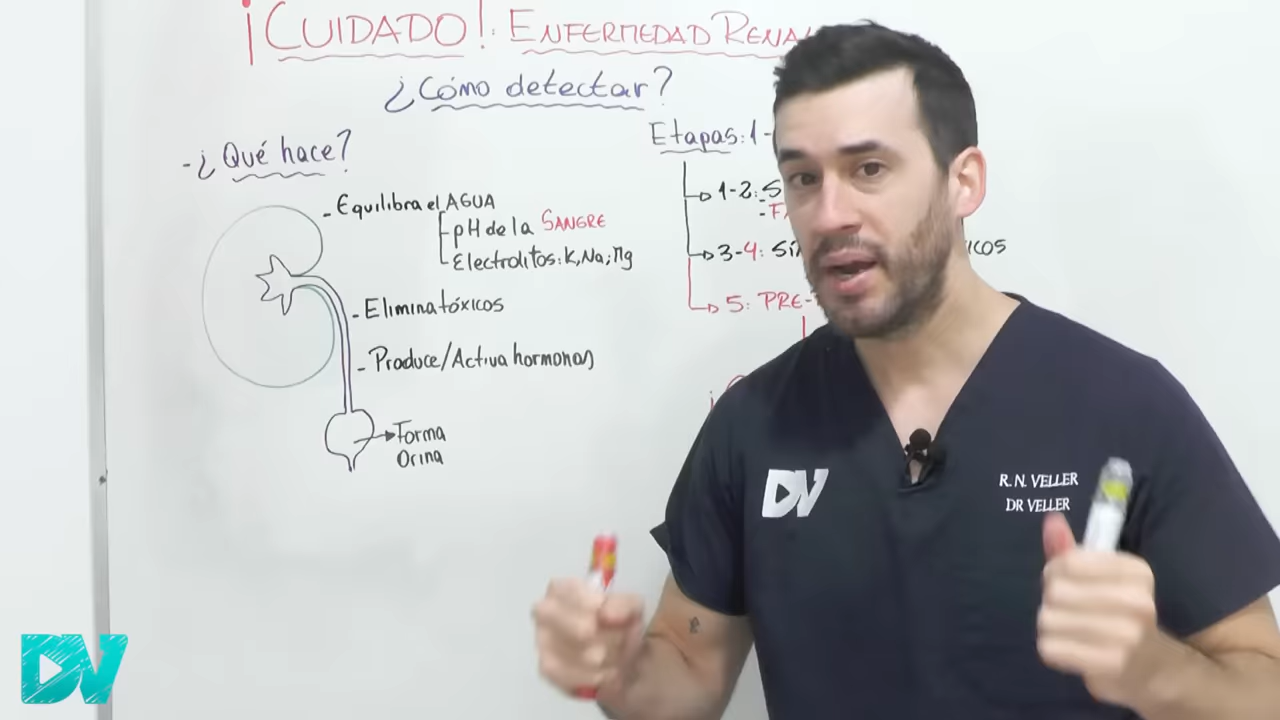 ¡CUIDADO!: ENFERMEDAD RENAL
¿Cómo detectar?
-¿Qué hace?
- Equilibra el AGUA
pH de la SANGRE
Electrolitos: K, Na; Mg
- Elimina tóxicos
- Produce/Activa hormonas
Forma
Orina
Etapas: 1-
1-2: S
3-4: SÍ
5: PRE-
DV
R. N. VELLER
DR VELLER
DV